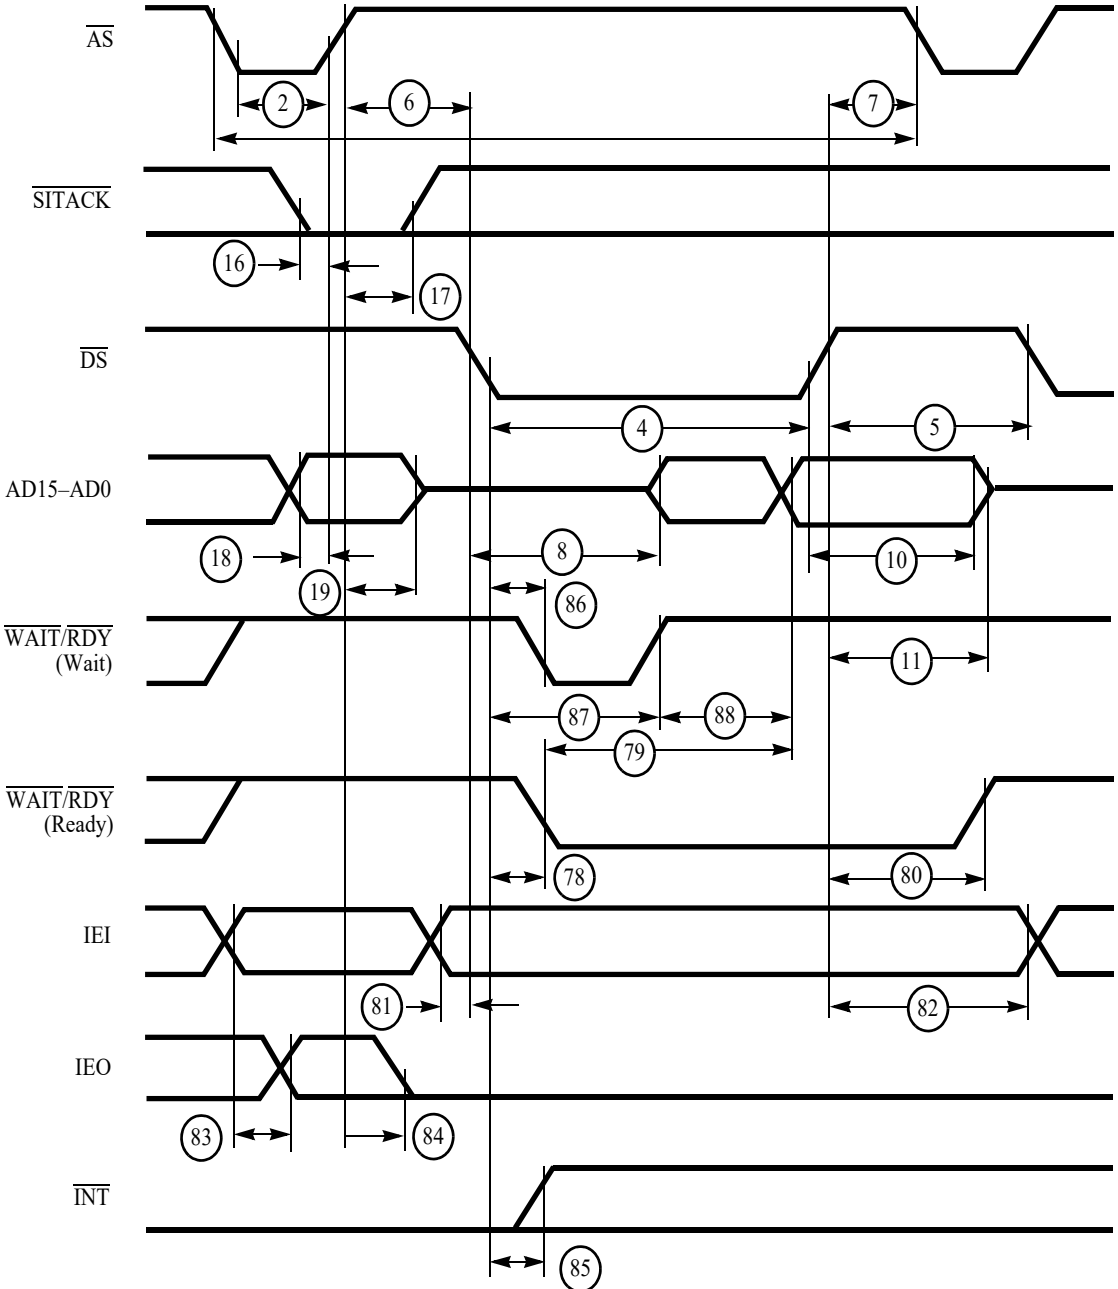 AS
2
6
7
SITACK
16
17
DS
4
5
AD15–AD0
18
8
10
19
86
WAIT/RDY
(Wait)
11
87
88
79
WAIT/RDY
(Ready)
78
80
IEI
81
82
IEO
83
84
INT
85